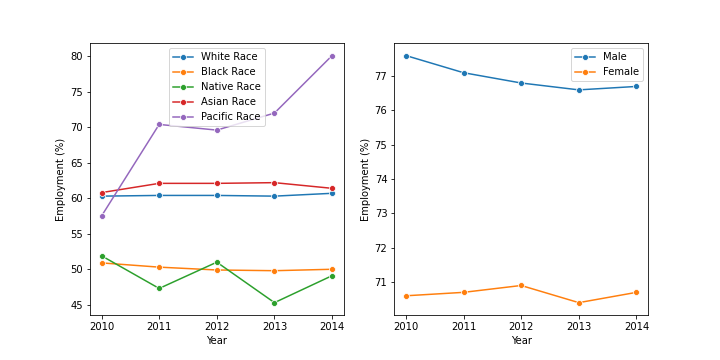 80
75
70
65
60
55
50
45
Employment (%)
2010 2011 2012 2013 2014
Year
White Race
Black Race
Native Race
Asian Race
Pacific Race
77
76
75
74
73
72
71
Employment (%)
2010 2011 2012 2013 2014
Year
Male
Female